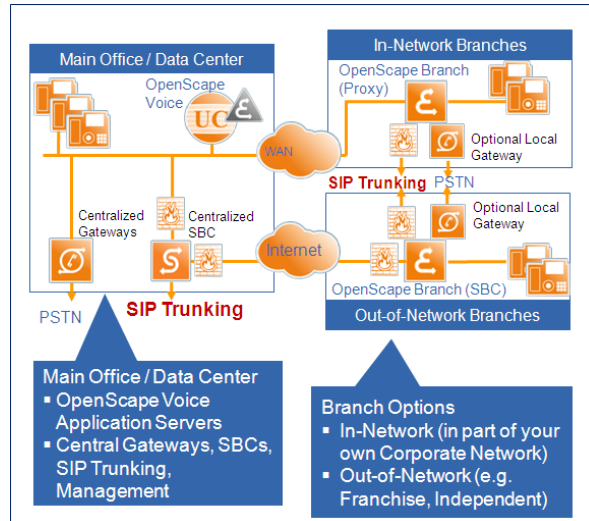 Main Office / Data Center
OpenScape
Voice
UC
WAN
Centralized
Gateways
Centralized
SBC
Internet
PSTN
SIP Trunking
In-Network Branches
OpenScape Branch
(Proxy)
Optional Local
Gateway
SIP Trunking
PSTN
Optional Local
Gateway
OpenScape Branch (SBC)
Out-of-Network Branches
Main Office / Data Center
▪ OpenScape Voice
Application Servers
▪ Central Gateways, SBCs,
SIP Trunking,
Management
Branch Options
▪ In-Network (in part of your
own Corporate Network)
▪ Out-of-Network (e.g.
Franchise, Independent)